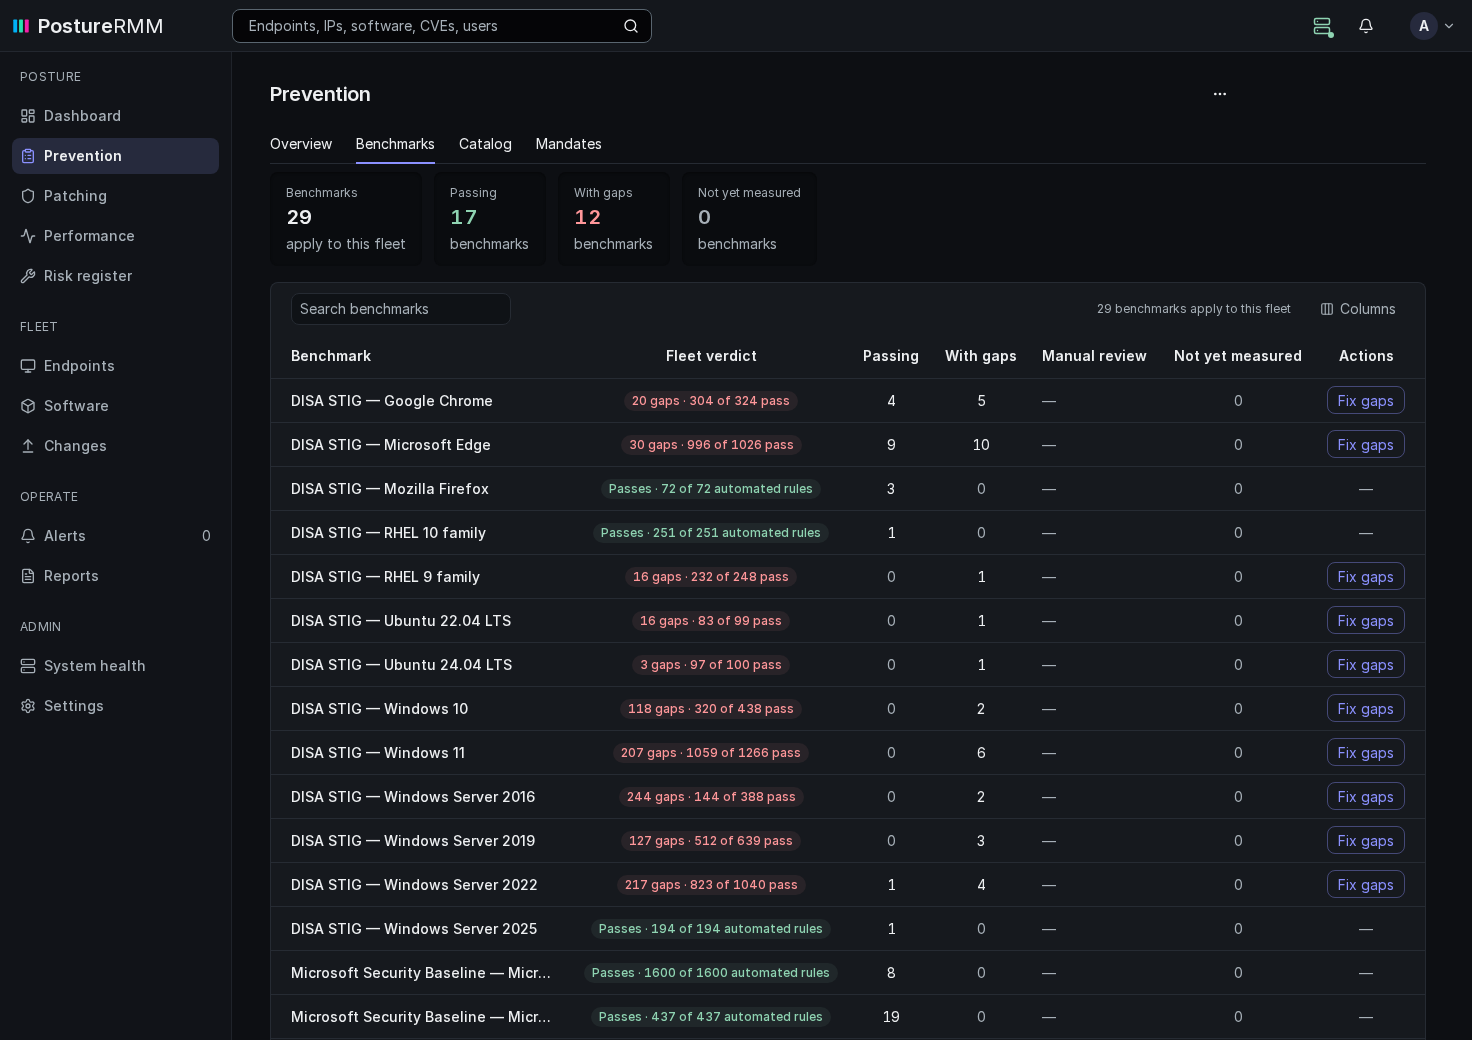 PostureRMM
Endpoints, IPs, software, CVEs, users
A
POSTURE
Dashboard
Prevention
Patching
Performance
Risk register
FLEET
Endpoints
Software
Changes
OPERATE
Alerts 0
Reports
ADMIN
System health
Settings
Prevention
Overview Benchmarks Catalog Mandates
Benchmarks
29
apply to this fleet
Passing
17
benchmarks
With gaps
12
benchmarks
Not yet measured
0
benchmarks
Search benchmarks 29 benchmarks apply to this fleet Columns
Benchmark Fleet verdict Passing With gaps Manual review Not yet measured Actions
DISA STIG — Google Chrome 20 gaps · 304 of 324 pass 4 5 — 0 Fix gaps
DISA STIG — Microsoft Edge 30 gaps · 996 of 1026 pass 9 10 — 0 Fix gaps
DISA STIG — Mozilla Firefox Passes · 72 of 72 automated rules 3 0 — 0 —
DISA STIG — RHEL 10 family Passes · 251 of 251 automated rules 1 0 — 0 —
DISA STIG — RHEL 9 family 16 gaps · 232 of 248 pass 0 1 — 0 Fix gaps
DISA STIG — Ubuntu 22.04 LTS 16 gaps · 83 of 99 pass 0 1 — 0 Fix gaps
DISA STIG — Ubuntu 24.04 LTS 3 gaps · 97 of 100 pass 0 1 — 0 Fix gaps
DISA STIG — Windows 10 118 gaps · 320 of 438 pass 0 2 — 0 Fix gaps
DISA STIG — Windows 11 207 gaps · 1059 of 1266 pass 0 6 — 0 Fix gaps
DISA STIG — Windows Server 2016 244 gaps · 144 of 388 pass 0 2 — 0 Fix gaps
DISA STIG — Windows Server 2019 127 gaps · 512 of 639 pass 0 3 — 0 Fix gaps
DISA STIG — Windows Server 2022 217 gaps · 823 of 1040 pass 1 4 — 0 Fix gaps
DISA STIG — Windows Server 2025 Passes · 194 of 194 automated rules 1 0 — 0 —
Microsoft Security Baseline — Micr... Passes · 1600 of 1600 automated rules 8 0 — 0 —
Microsoft Security Baseline — Micr... Passes · 437 of 437 automated rules 19 0 — 0 —